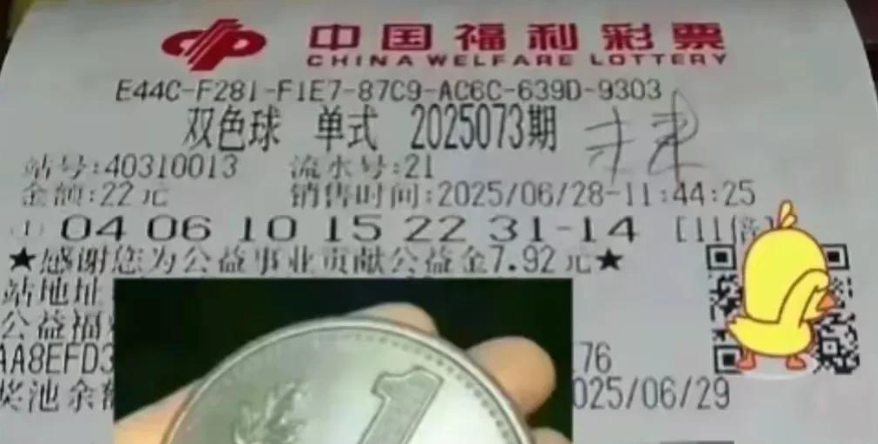 中国福利彩票
CHINA WELFARE LOTTERY
E44C-F281-F1E7-87C9-AC6C-639D-9303
双色球 单式 2025073期
站号:40310013 流水号:21
金额:22元 销售时间:2025/06/28-11:44:25
① 04 06 10 15 22 31-14 [11倍]
★感谢您为公益事业贡献公益金7.92元★
站地址
公益福
AA8EFD3 76
奖池余额 025/06/29
1